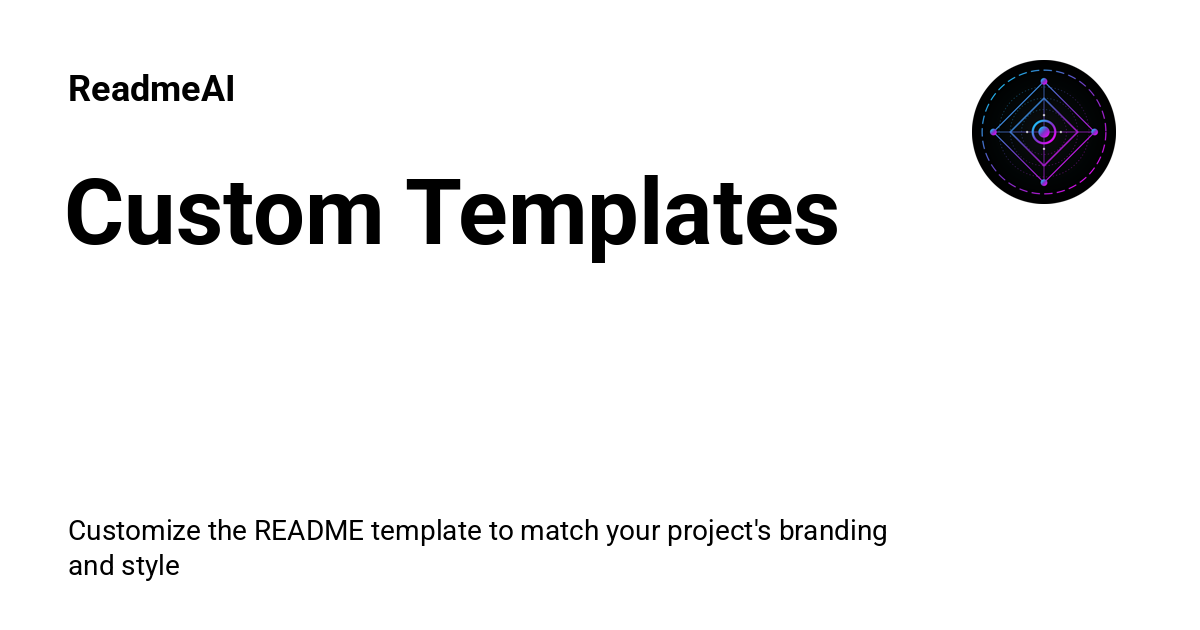 ReadmeAI
Custom Templates
Customize the README template to match your project's branding
and style